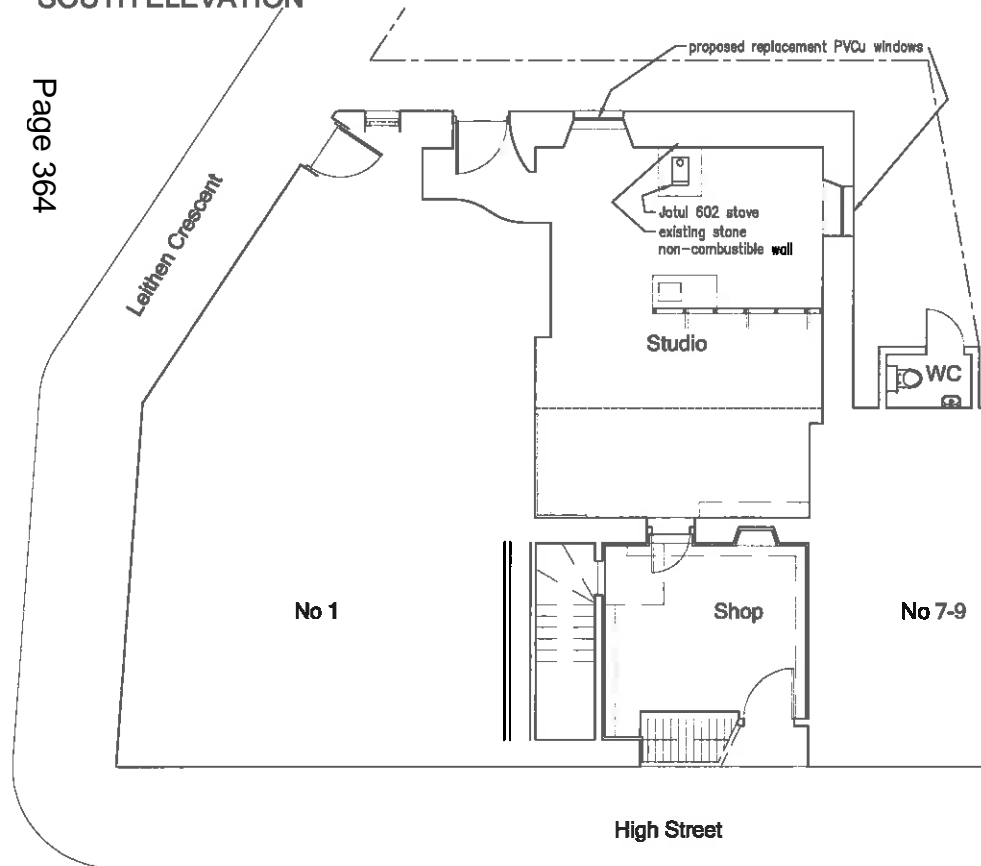 SOUTH ELEVATION
Page 364
proposed replacement PVCu windows
Leithen Crescent
Jotul 602 stove
existing stone
non-combustible wall
Studio
WC
No 1
Shop
No 7-9
High Street